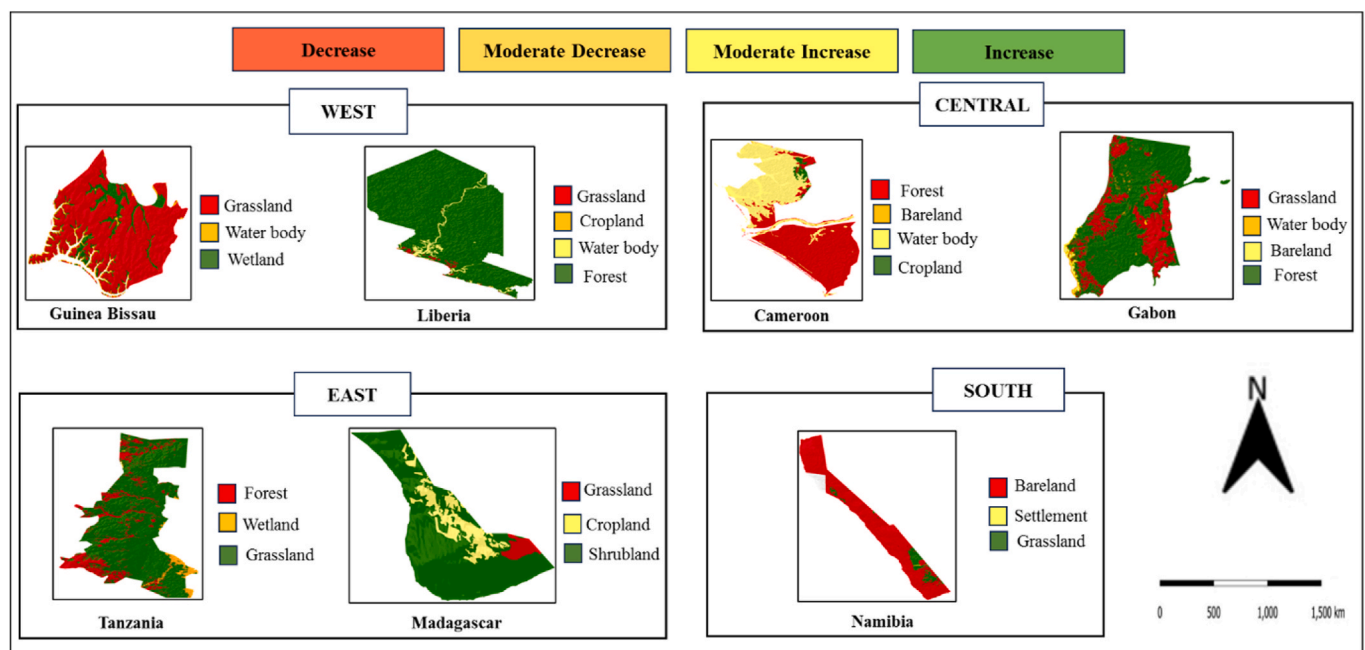 Decrease
Moderate Decrease
Moderate Increase
Increase
WEST
Grassland
Water body
Wetland
Guinea Bissau
Grassland
Cropland
Water body
Forest
Liberia
CENTRAL
Forest
Bareland
Water body
Cropland
Cameroon
Grassland
Water body
Bareland
Forest
Gabon
EAST
Forest
Wetland
Grassland
Tanzania
Grassland
Cropland
Shrubland
Madagascar
SOUTH
Bareland
Settlement
Grassland
Namibia
N
0 500 1,000 1,500 km